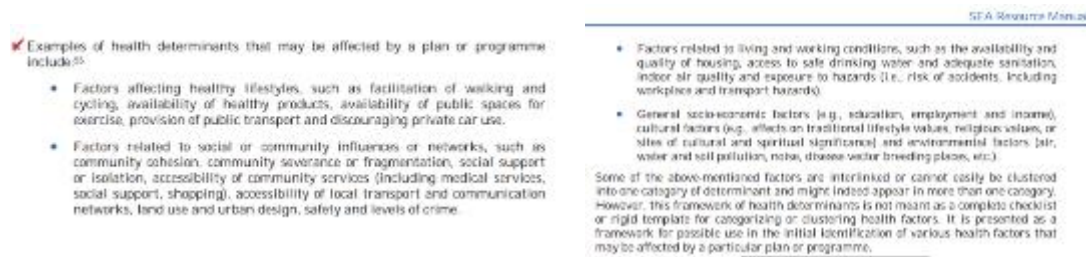 Examples of health determinants that may be affected by a plan or programme
include:
• Factors affecting healthy lifestyles, such as facilitation of walking and
cycling, availability of healthy products, availability of public spaces for
exercise, provision of public transport and discouraging private car use.
• Factors related to social or community influences or networks, such as
community cohesion, community severance or fragmentation, social support
or isolation, accessibility of community services (including medical services,
social support, shopping), accessibility of local transport and communication
networks, land use and urban design, safety and levels of crime.
SEA Resource Manual
• Factors related to living and working conditions, such as the availability and
quality of housing, access to safe drinking water and adequate sanitation,
indoor air quality and exposure to hazards (i.e., risk of accidents, including
workplace and transport hazards).
• General socio-economic factors (e.g., education, employment and income),
cultural factors (e.g., effects on traditional lifestyle values, religious values, or
sites of cultural and spiritual significance) and environmental factors (air,
water and soil pollution, noise, disease vector breeding places, etc.)
Some of the above-mentioned factors are interlinked or cannot easily be clustered
into one category of determinant and might indeed appear in more than one category.
However, this framework of health determinants is not meant as a complete checklist
or rigid template for categorizing or clustering health factors. It is presented as a
framework for possible use in the initial identification of various health factors that
may be affected by a particular plan or programme.